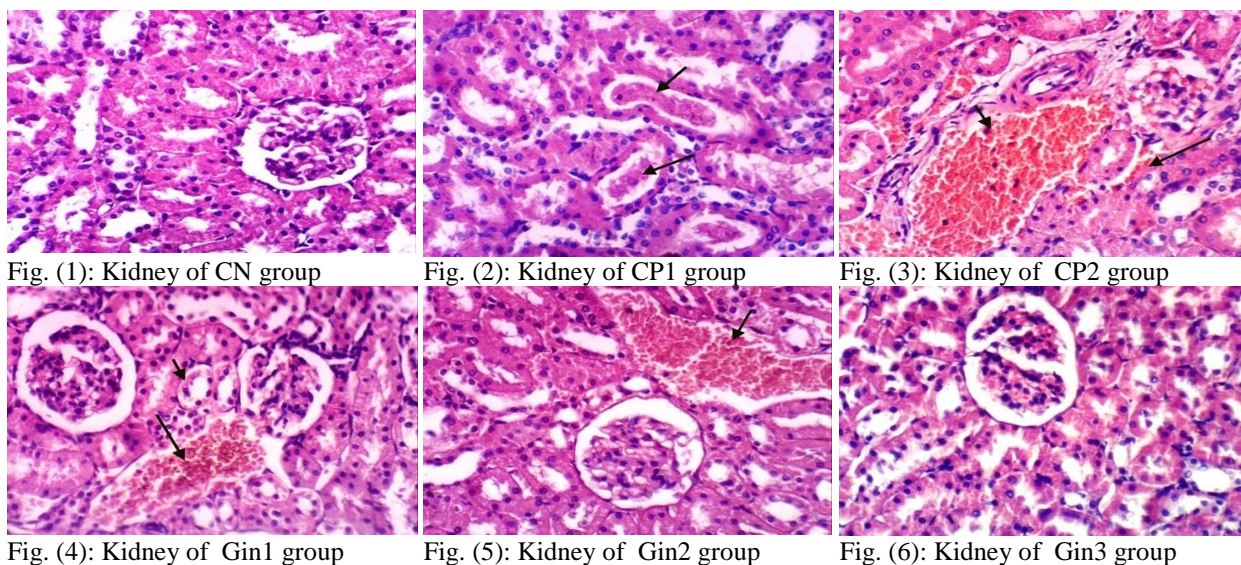 Fig. (1): Kidney of CN group
Fig. (2): Kidney of CP1 group
Fig. (3): Kidney of CP2 group
Fig. (4): Kidney of Gin1 group
Fig. (5): Kidney of Gin2 group
Fig. (6): Kidney of Gin3 group